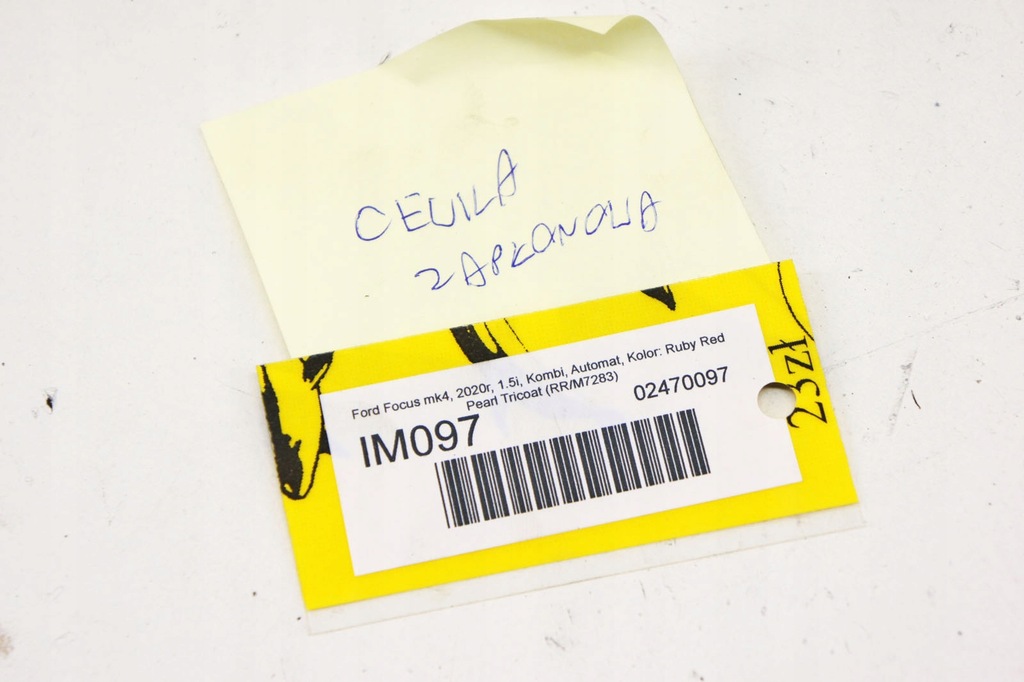 CEWKA
ZAPŁONOWA
Ford Focus mk4, 2020r, 1.5i, Kombi, Automat, Kolor: Ruby Red
Pearl Tricoat (RR/M7283)
02470097
IM097
23zł